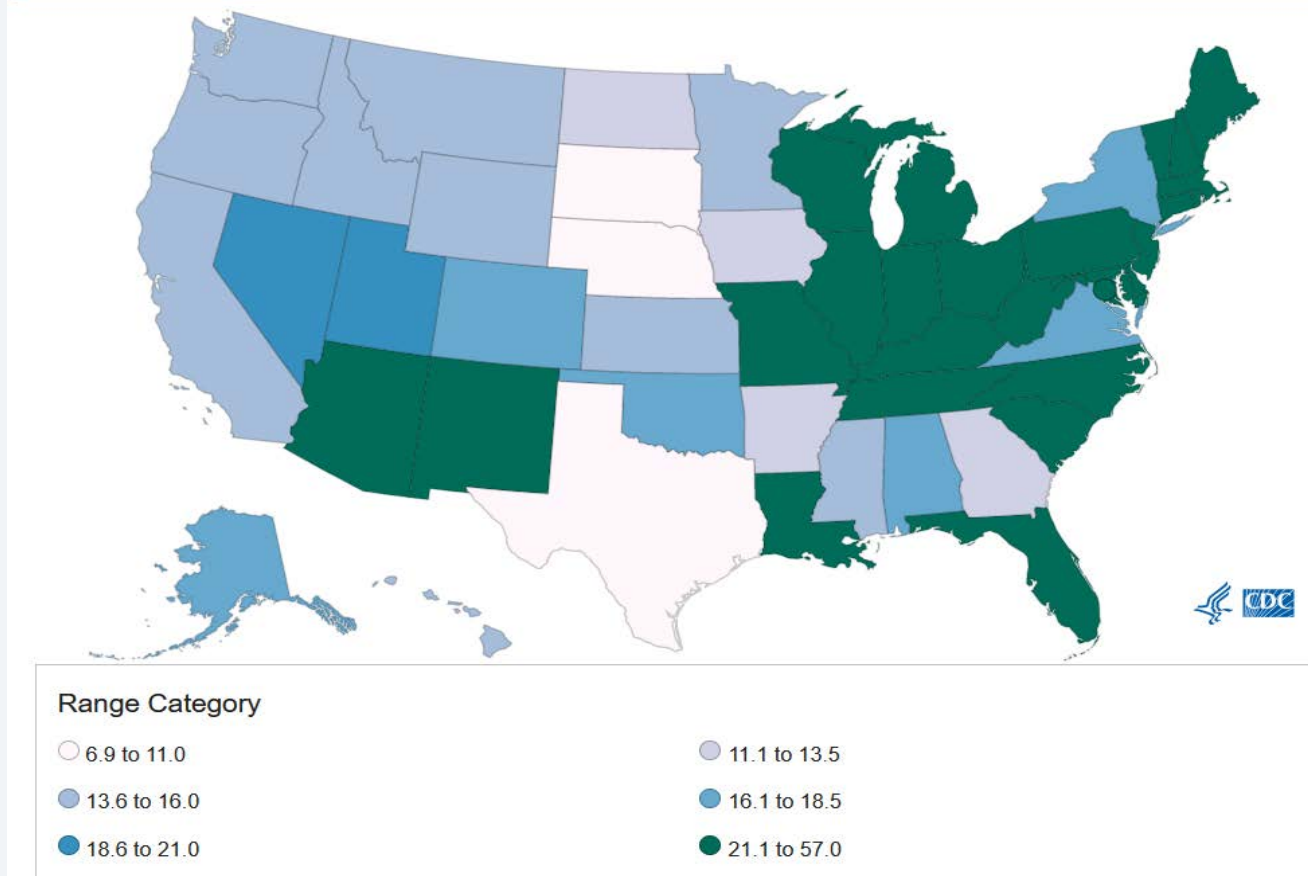 CDC
Range Category
6.9 to 11.0
11.1 to 13.5
13.6 to 16.0
16.1 to 18.5
18.6 to 21.0
21.1 to 57.0